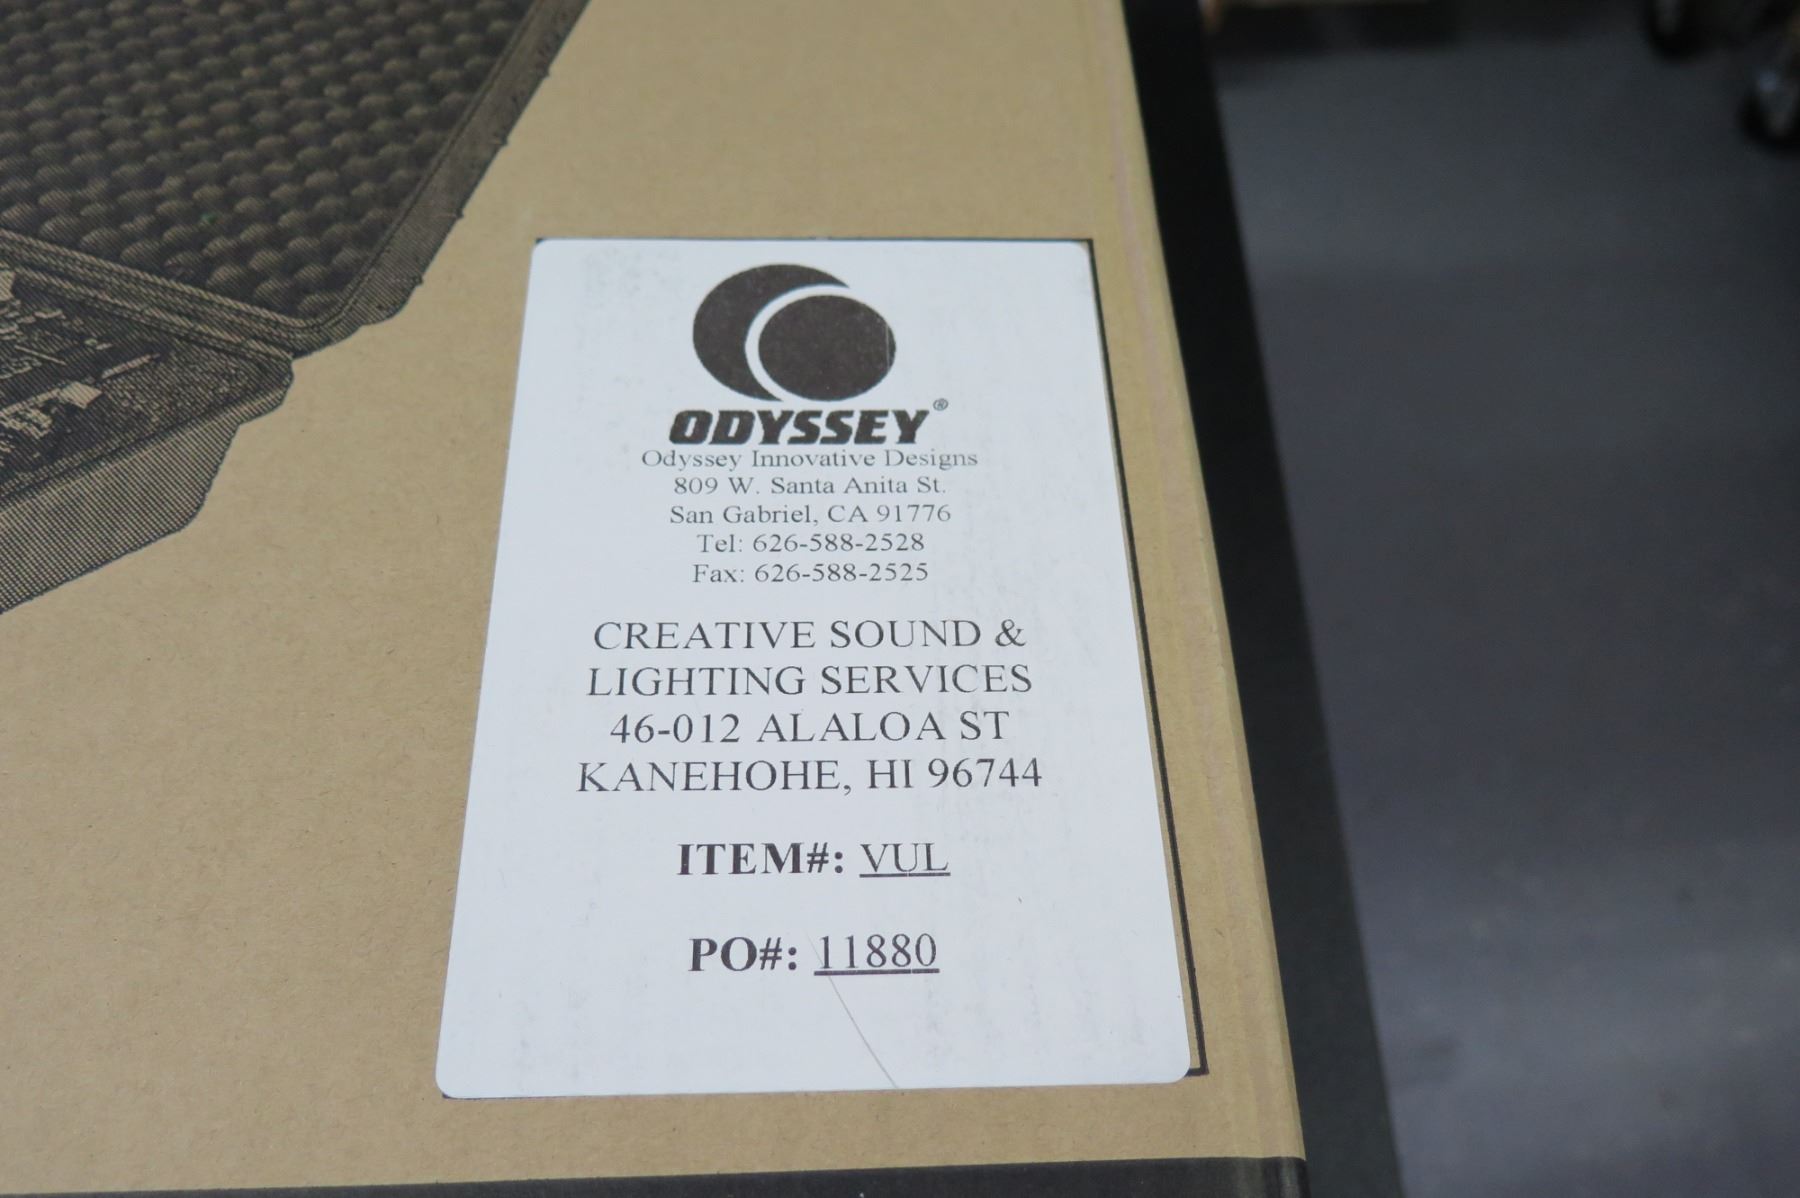 ODYSSEY®
Odyssey Innovative Designs
809 W. Santa Anita St.
San Gabriel, CA 91776
Tel: 626-588-2528
Fax: 626-588-2525
CREATIVE SOUND &
LIGHTING SERVICES
46-012 ALALOA ST
KANEHOHE, HI 96744
ITEM#: VUL
PO#: 11880